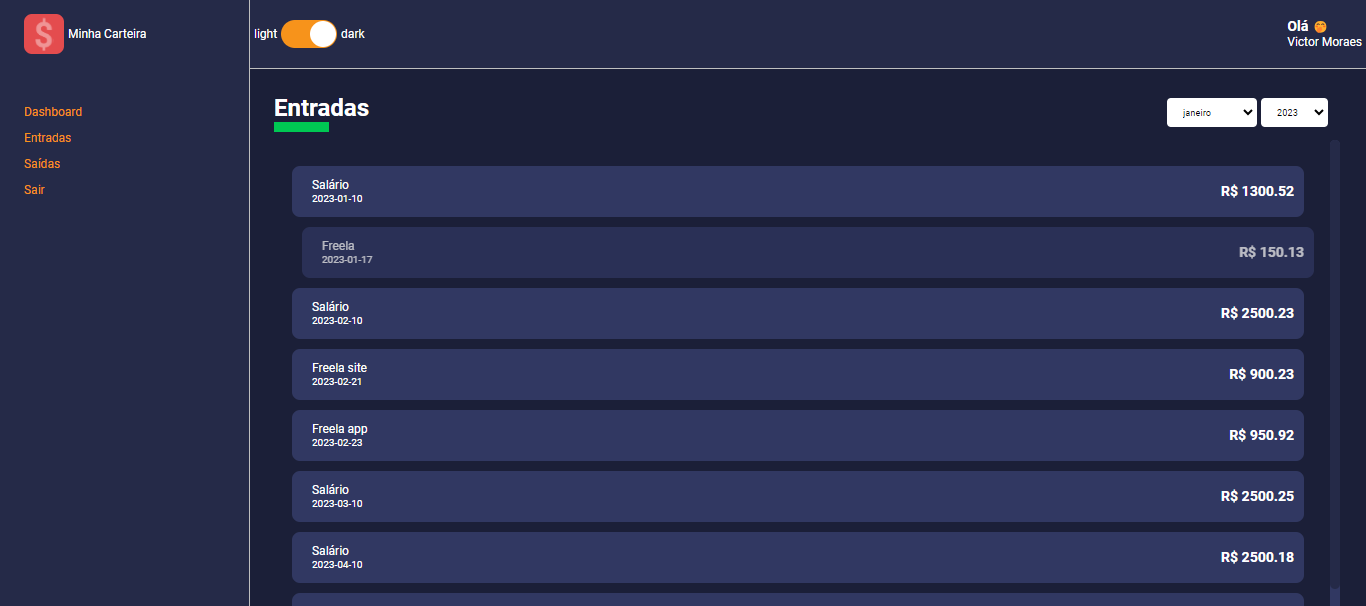 Minha Carteira
light dark
Olá 🤭
Victor Moraes
Dashboard
Entradas
Saídas
Sair
Entradas
janeiro 2023
Salário
2023-01-10
R$ 1300.52
Freela
2023-01-17
R$ 150.13
Salário
2023-02-10
R$ 2500.23
Freela site
2023-02-21
R$ 900.23
Freela app
2023-02-23
R$ 950.92
Salário
2023-03-10
R$ 2500.25
Salário
2023-04-10
R$ 2500.18